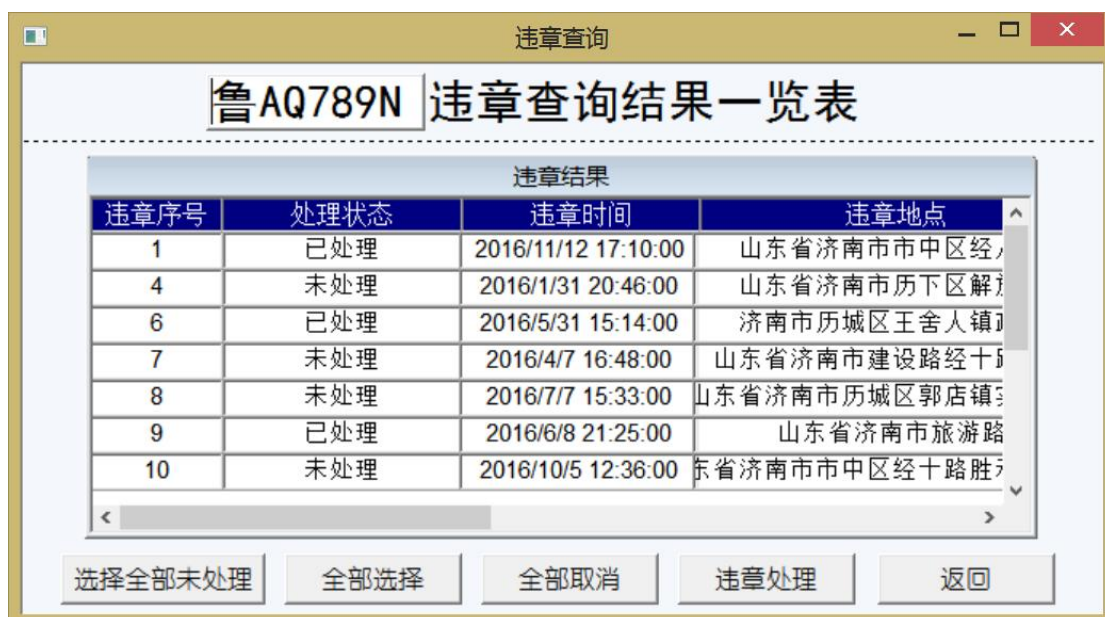 违章查询
鲁AQ789N 违章查询结果一览表
违章结果
违章序号 处理状态 违章时间 违章地点
1 已处理 2016/11/12 17:10:00 山东省济南市市中区经
4 未处理 2016/1/31 20:46:00 山东省济南市历下区解
6 已处理 2016/5/31 15:14:00 济南市历城区王舍人镇
7 未处理 2016/4/7 16:48:00 山东省济南市建设路经十
8 未处理 2016/7/7 15:33:00 山东省济南市历城区郭店镇
9 已处理 2016/6/8 21:25:00 山东省济南市旅游路
10 未处理 2016/10/5 12:36:00 东省济南市市中区经十路胜
选择全部未处理 全部选择 全部取消 违章处理 返回